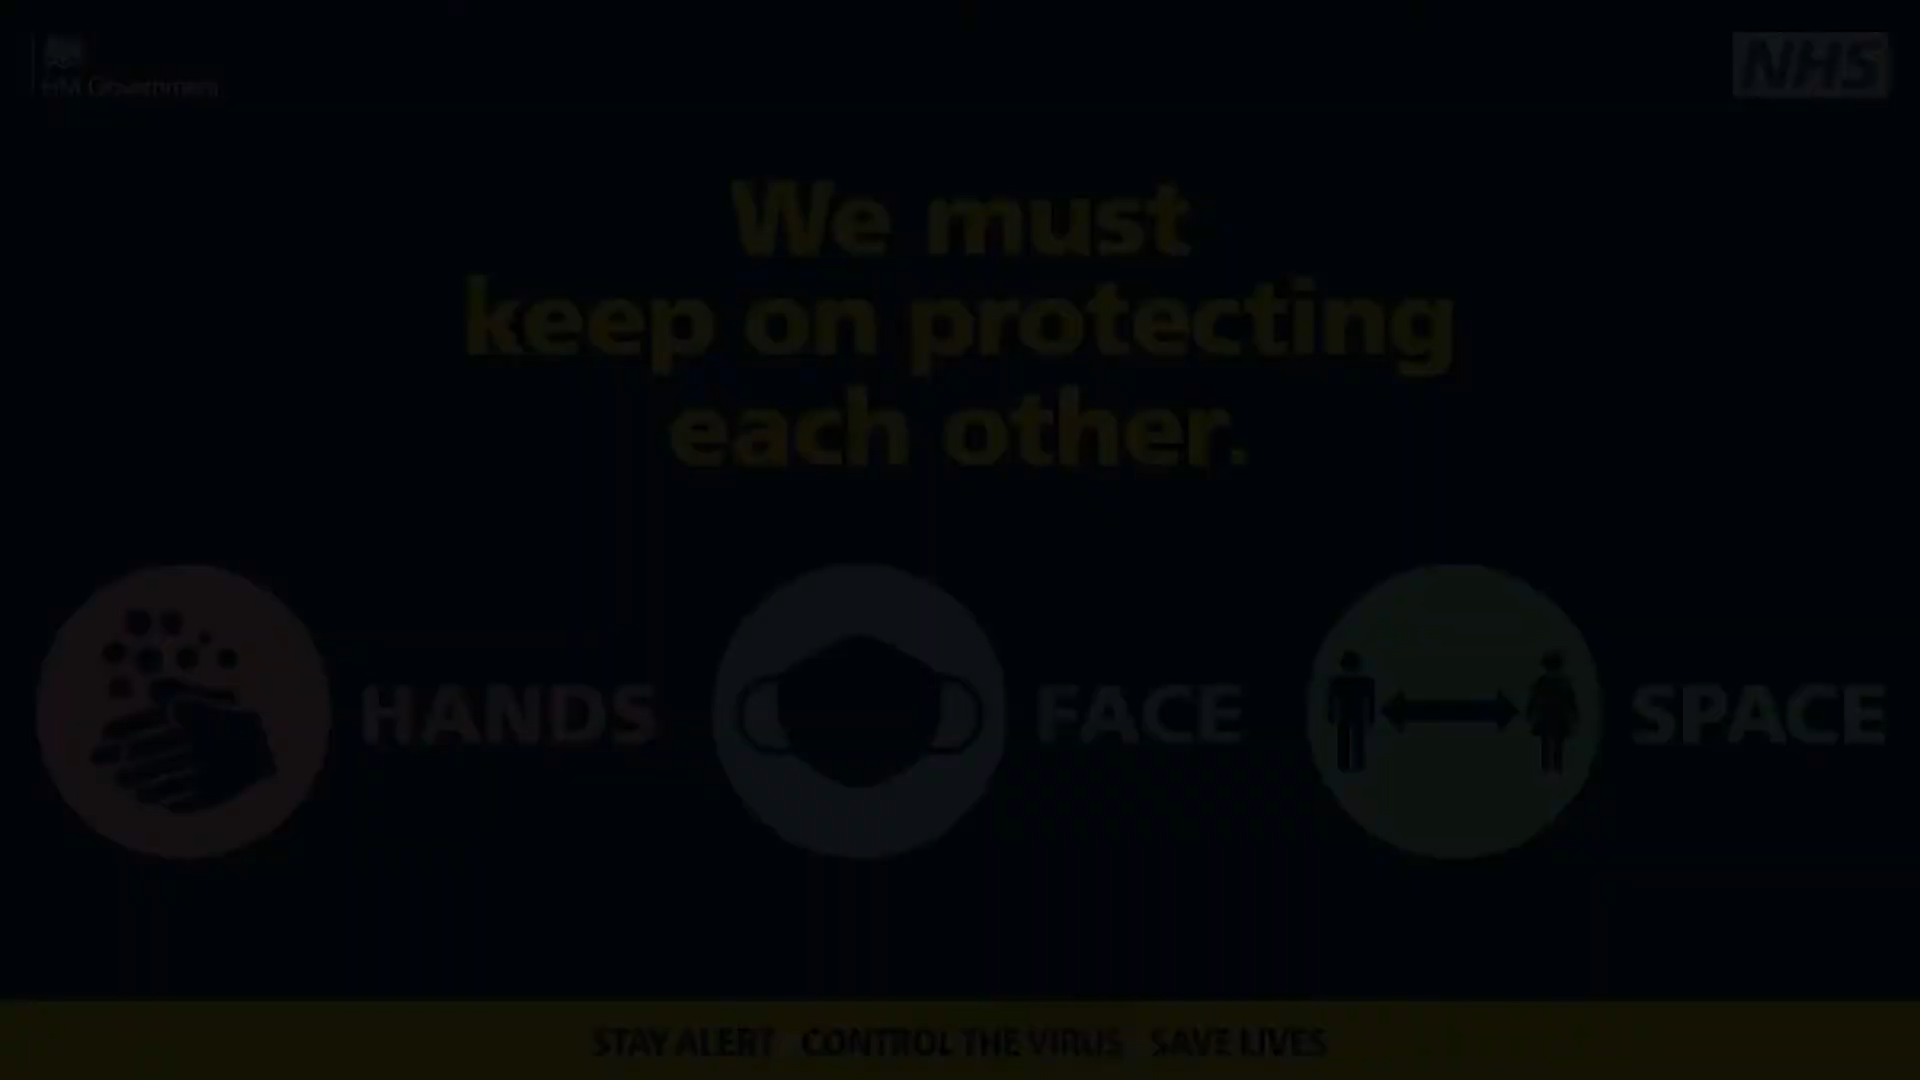 HM Government
NHS
We must
keep on protecting
each other.
HANDS
FACE
SPACE
STAY ALERT CONTROL THE VIRUS SAVE LIVES